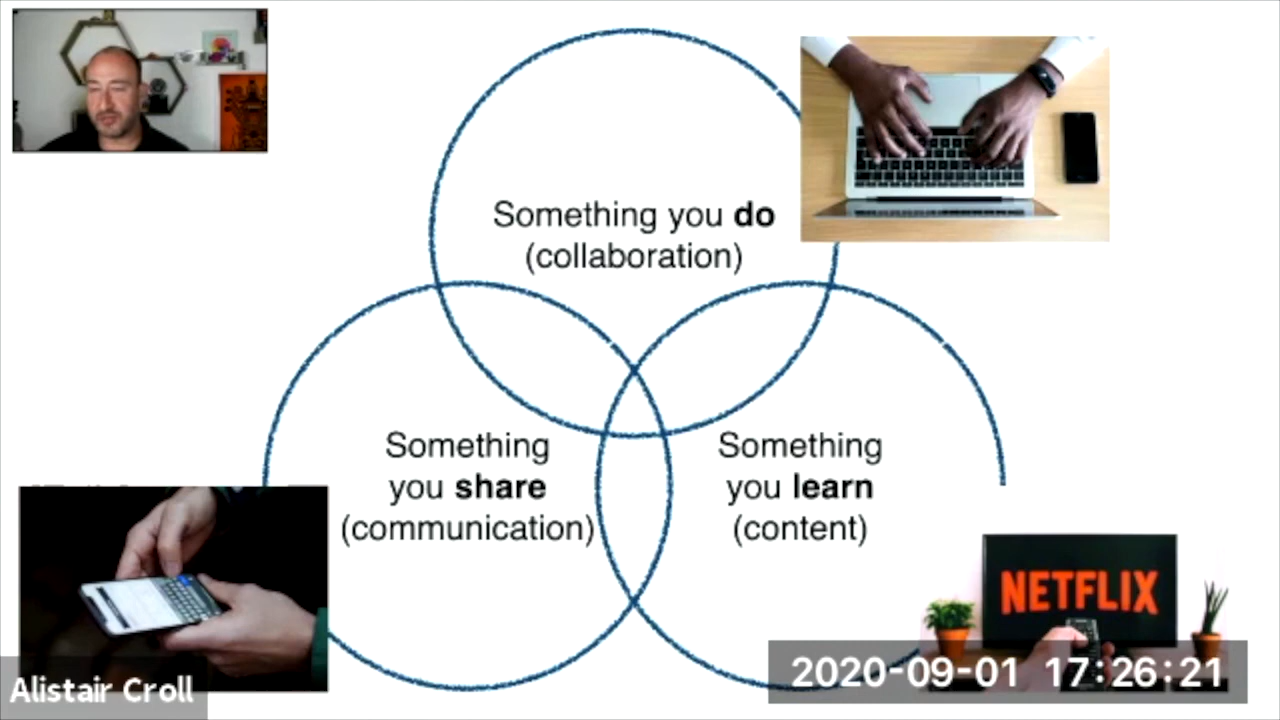 Something you do
(collaboration)
Something
you share
(communication)
Something
you learn
(content)
NETFLIX
Alistair Croll
2020-09-01 17:26:21